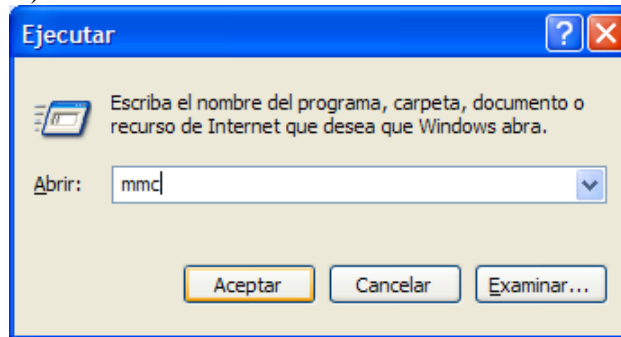 Ejecutar
Escriba el nombre del programa, carpeta, documento o
recurso de Internet que desea que Windows abra.
Abrir: mmc
Aceptar Cancelar Examinar...